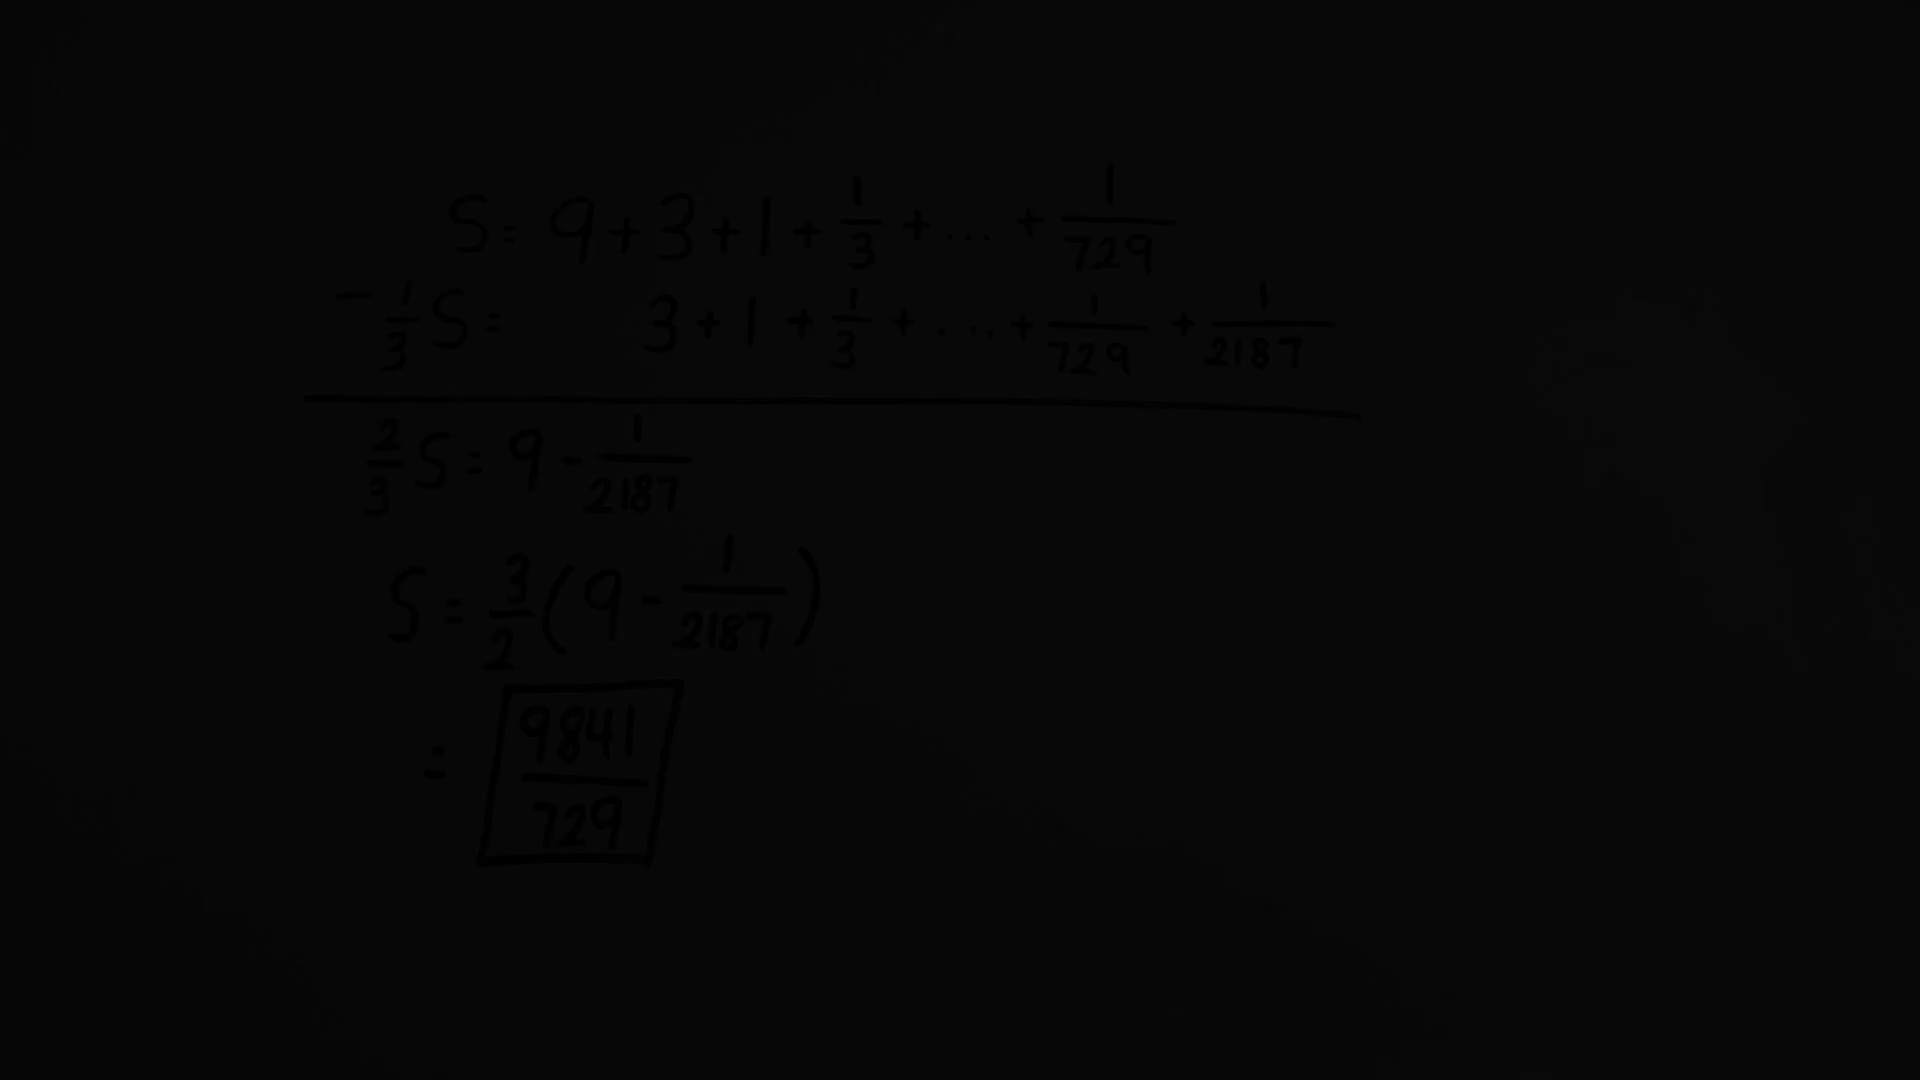 S = 9 + 3 + 1 + 1/3 + ... + 1/729
- 1/3 S = 3 + 1 + 1/3 + ... + 1/729 + 1/2187
2/3 S = 9 - 1/2187
S = 3/2 (9 - 1/2187)
= 9841/729